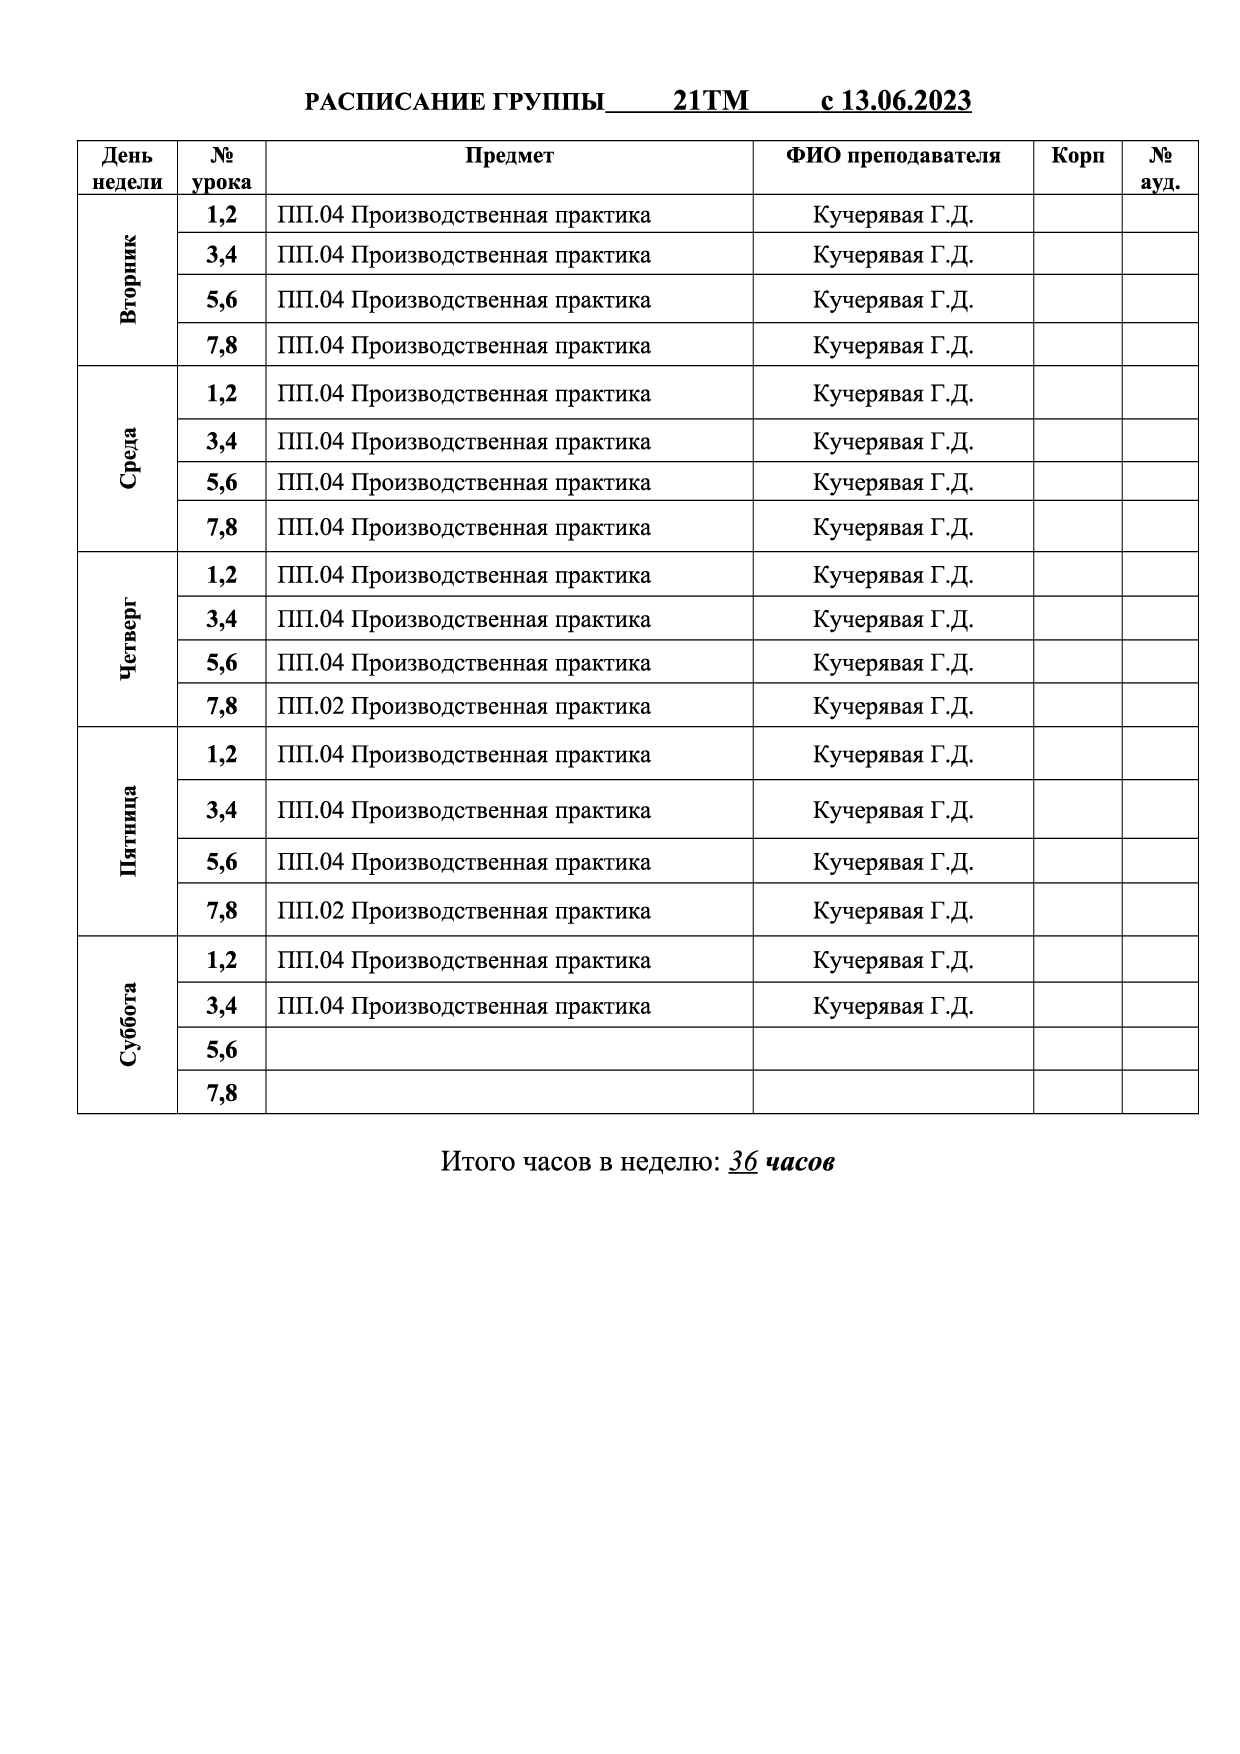 РАСПИСАНИЕ ГРУППЫ 21ТМ с 13.06.2023
День недели № урока Предмет ФИО преподавателя Корп № ауд.
Вторник
1,2 ПП.04 Производственная практика Кучерявая Г.Д.
3,4 ПП.04 Производственная практика Кучерявая Г.Д.
5,6 ПП.04 Производственная практика Кучерявая Г.Д.
7,8 ПП.04 Производственная практика Кучерявая Г.Д.
Среда
1,2 ПП.04 Производственная практика Кучерявая Г.Д.
3,4 ПП.04 Производственная практика Кучерявая Г.Д.
5,6 ПП.04 Производственная практика Кучерявая Г.Д.
7,8 ПП.04 Производственная практика Кучерявая Г.Д.
Четверг
1,2 ПП.04 Производственная практика Кучерявая Г.Д.
3,4 ПП.04 Производственная практика Кучерявая Г.Д.
5,6 ПП.04 Производственная практика Кучерявая Г.Д.
7,8 ПП.02 Производственная практика Кучерявая Г.Д.
Пятница
1,2 ПП.04 Производственная практика Кучерявая Г.Д.
3,4 ПП.04 Производственная практика Кучерявая Г.Д.
5,6 ПП.04 Производственная практика Кучерявая Г.Д.
7,8 ПП.02 Производственная практика Кучерявая Г.Д.
Суббота
1,2 ПП.04 Производственная практика Кучерявая Г.Д.
3,4 ПП.04 Производственная практика Кучерявая Г.Д.
5,6
7,8
Итого часов в неделю: 36 часов